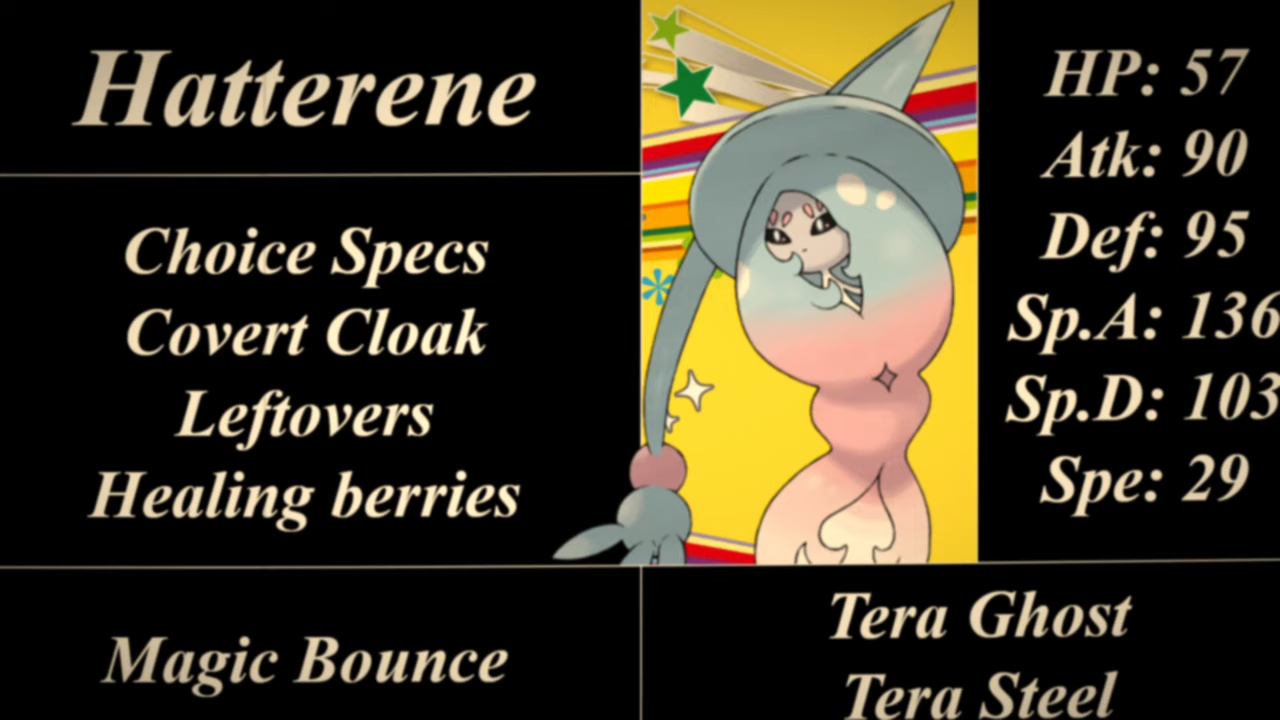 Hatterene
Choice Specs
Covert Cloak
Leftovers
Healing berries
Magic Bounce
HP: 57
Atk: 90
Def: 95
Sp.A: 136
Sp.D: 103
Spe: 29
Tera Ghost
Tera Steel